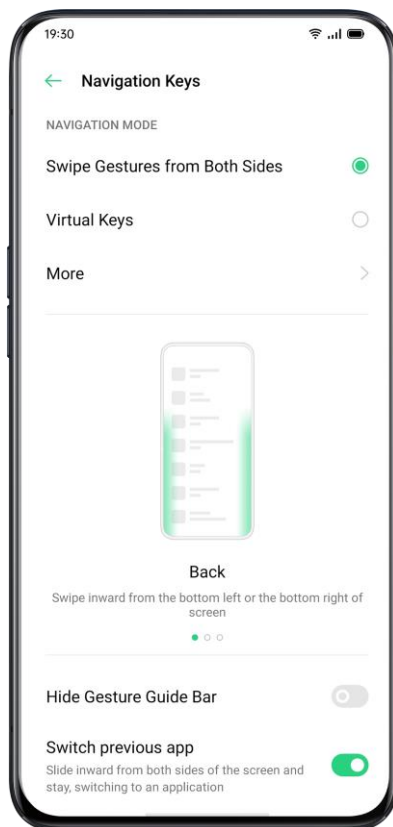 19:30
Navigation Keys
NAVIGATION MODE
Swipe Gestures from Both Sides
Virtual Keys
More
Back
Swipe inward from the bottom left or the bottom right of
screen
Hide Gesture Guide Bar
Switch previous app
Slide inward from both sides of the screen and
stay, switching to an application